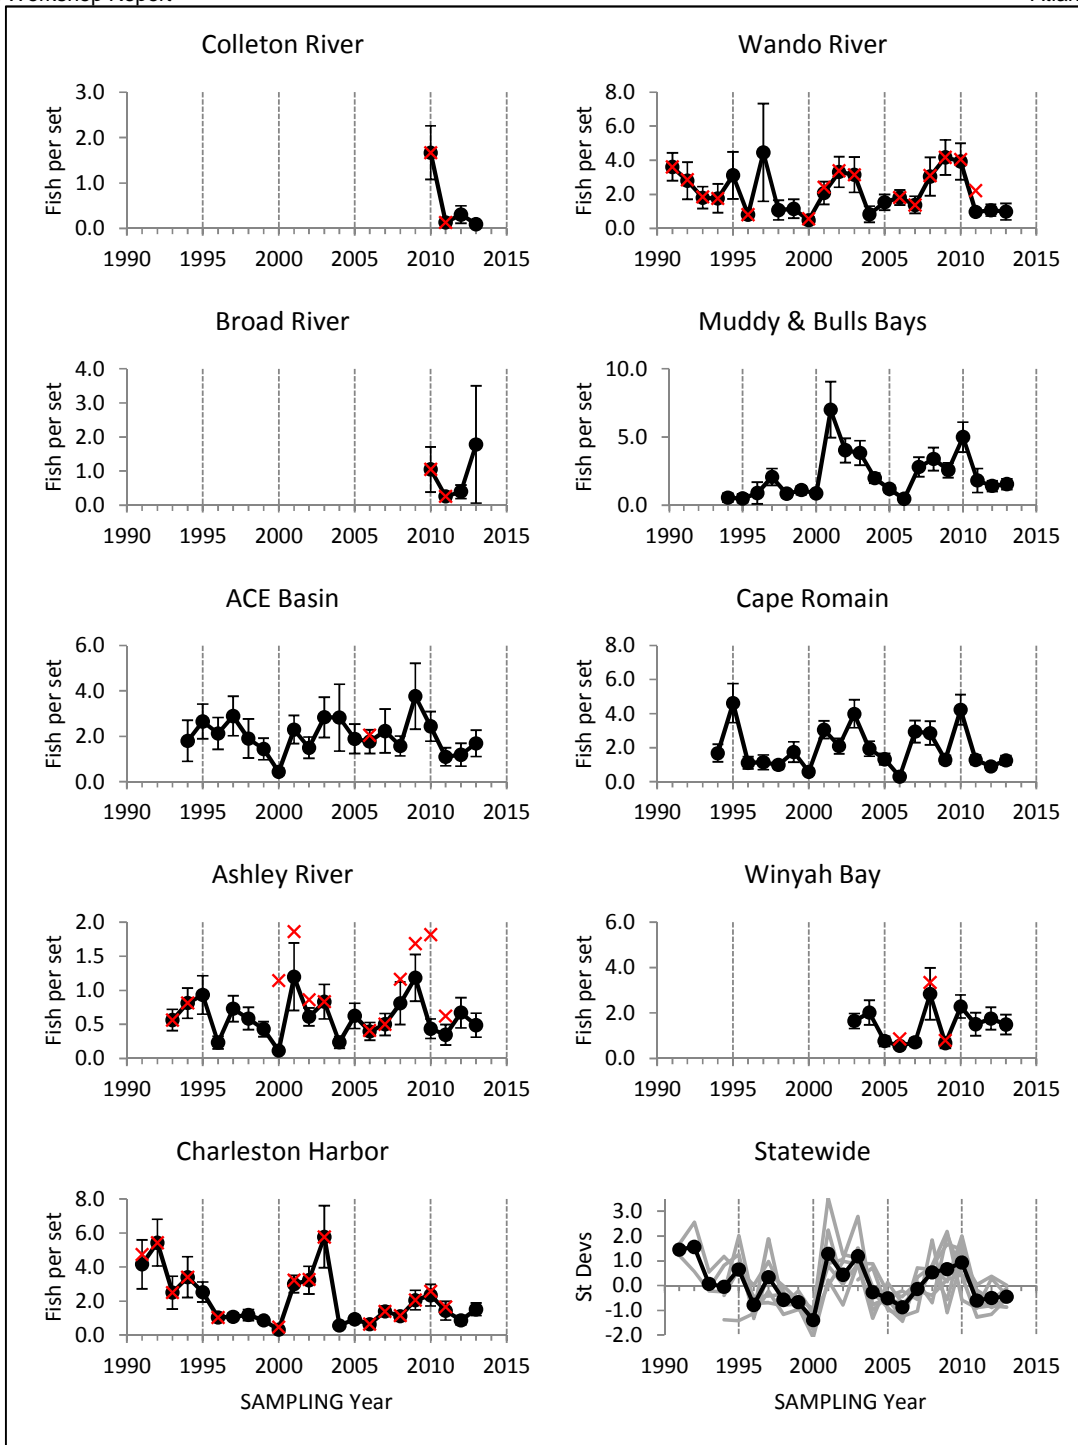 Workshop Report
Colleton River
Wando River
3.0
2.0
1.0
0.0
Fish per set
1990 1995 2000 2005 2010 2015
8.0
6.0
4.0
2.0
0.0
Fish per set
1990 1995 2000 2005 2010 2015
Broad River
Muddy & Bulls Bays
4.0
3.0
2.0
1.0
0.0
Fish per set
1990 1995 2000 2005 2010 2015
10.0
5.0
0.0
Fish per set
1990 1995 2000 2005 2010 2015
ACE Basin
Cape Romain
6.0
4.0
2.0
0.0
Fish per set
1990 1995 2000 2005 2010 2015
8.0
6.0
4.0
2.0
0.0
Fish per set
1990 1995 2000 2005 2010 2015
Ashley River
Winyah Bay
2.0
1.5
1.0
0.5
0.0
Fish per set
1990 1995 2000 2005 2010 2015
6.0
4.0
2.0
0.0
Fish per set
1990 1995 2000 2005 2010 2015
Charleston Harbor
Statewide
8.0
6.0
4.0
2.0
0.0
Fish per set
1990 1995 2000 2005 2010 2015
SAMPLING Year
3.0
2.0
1.0
0.0
-1.0
-2.0
St Devs
1990 1995 2000 2005 2010 2015
SAMPLING Year